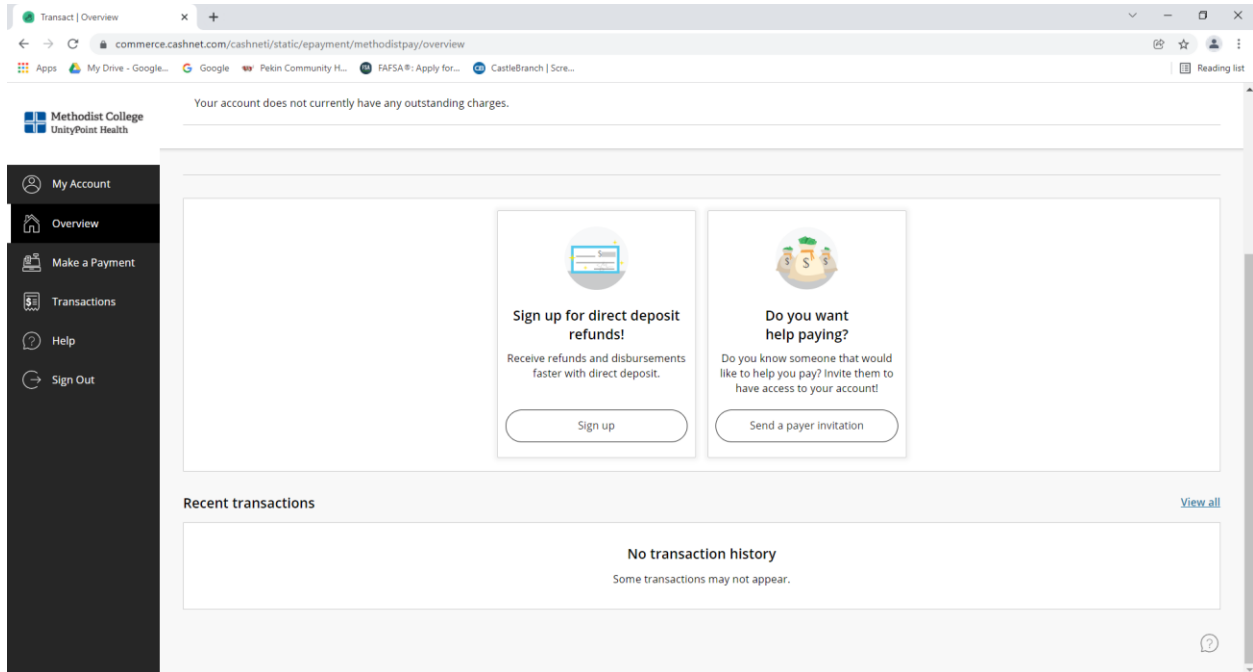 Transact | Overview
commerce.cashnet.com/cashneti/static/epayment/methodistpay/overview
Apps My Drive - Google... Google Pekin Community H... FAFSA®: Apply for... CastleBranch | Scre... Reading list
Methodist College
UnityPoint Health
My Account
Overview
Make a Payment
Transactions
Help
Sign Out
Your account does not currently have any outstanding charges.
Sign up for direct deposit
refunds!
Receive refunds and disbursements
faster with direct deposit.
Sign up
Do you want
help paying?
Do you know someone that would
like to help you pay? Invite them to
have access to your account!
Send a payer invitation
Recent transactions
View all
No transaction history
Some transactions may not appear.